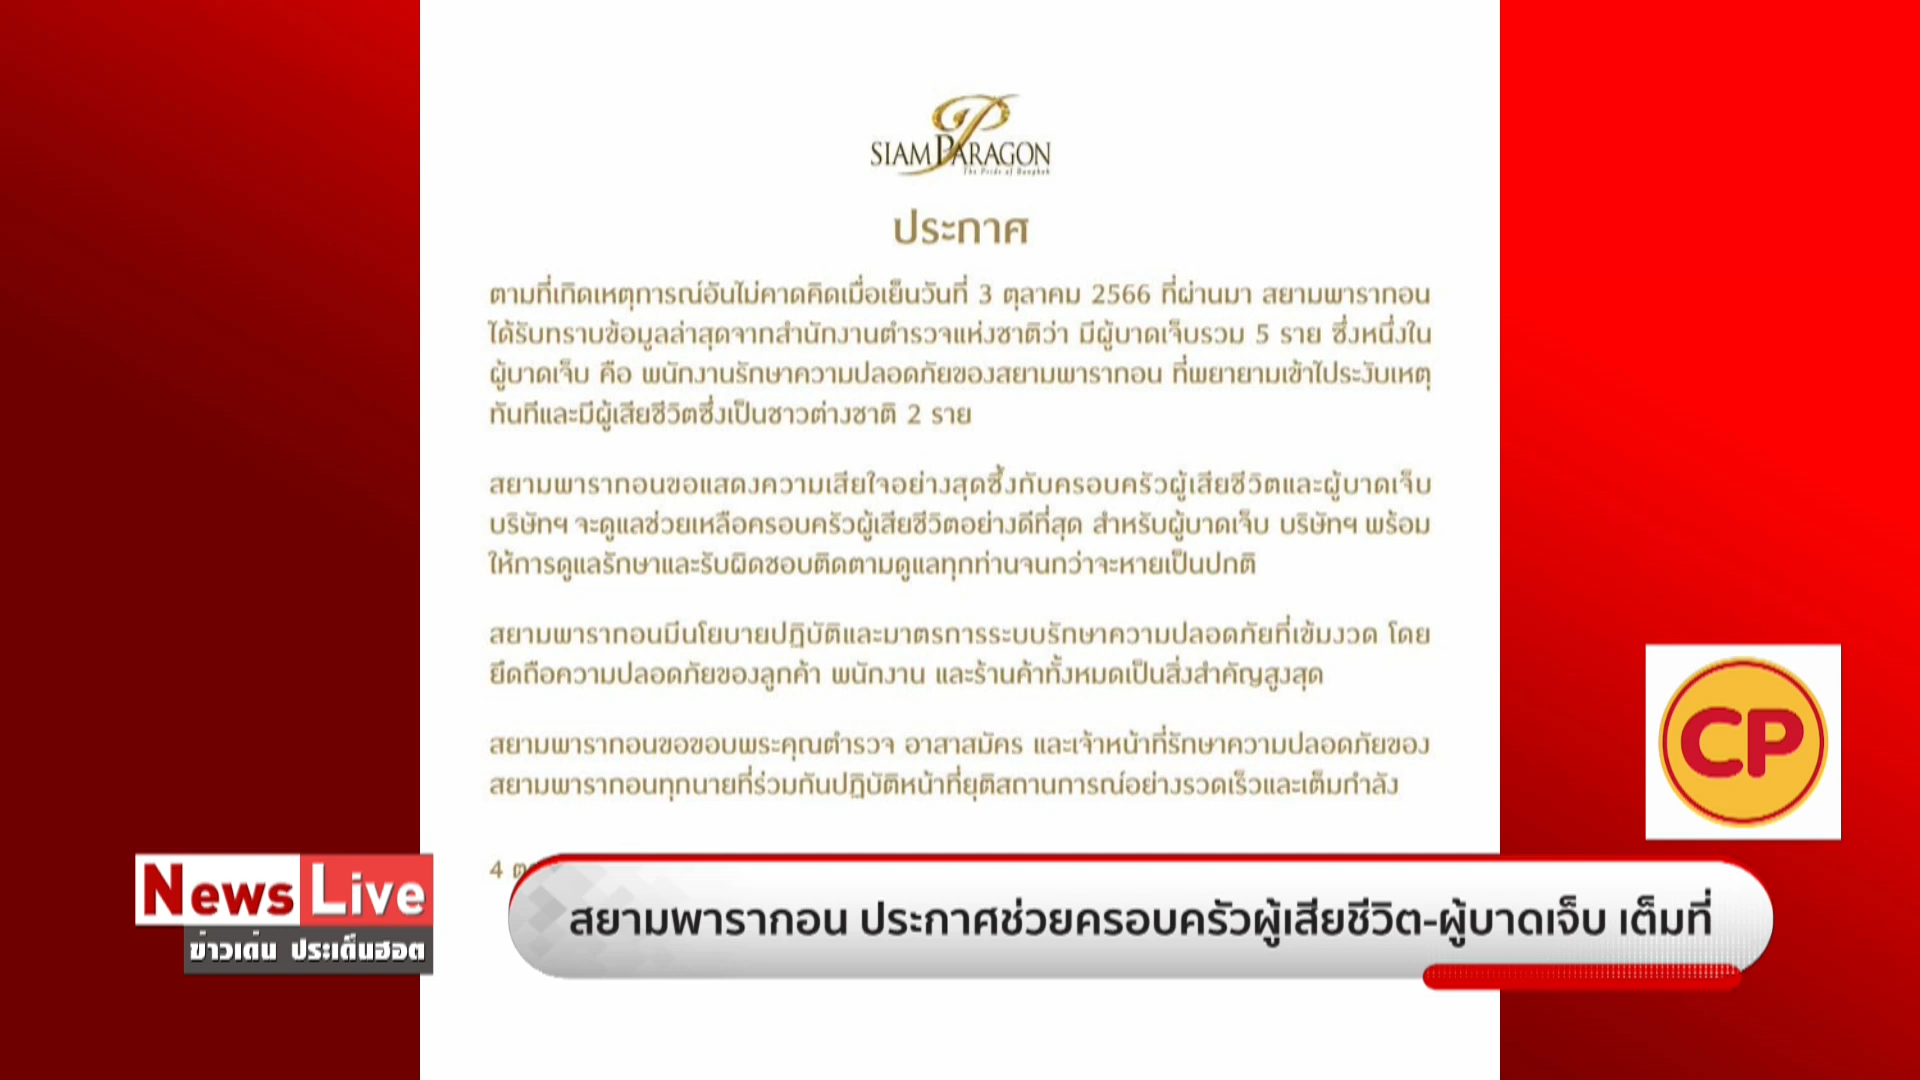 SIAM PARAGON
The Pride of Bangkok
ประกาศ
ตามที่เกิดเหตุการณ์อันไม่คาดคิดเมื่อเย็นวันที่ 3 ตุลาคม 2566 ที่ผ่านมา สยามพารากอน
ได้รับทราบข้อมูลล่าสุดจากสำนักงานตำรวจแห่งชาติว่า มีผู้บาดเจ็บรวม 5 ราย ซึ่งหนึ่งใน
ผู้บาดเจ็บ คือ พนักงานรักษาความปลอดภัยของสยามพารากอน ที่พยายามเข้าไประงับเหตุ
ทันทีและมีผู้เสียชีวิตซึ่งเป็นชาวต่างชาติ 2 ราย
สยามพารากอนขอแสดงความเสียใจอย่างสุดซึ้งกับครอบครัวผู้เสียชีวิตและผู้บาดเจ็บ
บริษัทฯ จะดูแลช่วยเหลือครอบครัวผู้เสียชีวิตอย่างดีที่สุด สำหรับผู้บาดเจ็บ บริษัทฯ พร้อม
ให้การดูแลรักษาและรับผิดชอบติดตามดูแลทุกท่านจนกว่าจะหายเป็นปกติ
สยามพารากอนมีนโยบายปฏิบัติและมาตรการระบบรักษาความปลอดภัยที่เข้มงวด โดย
ยึดถือความปลอดภัยของลูกค้า พนักงาน และร้านค้าทั้งหมดเป็นสิ่งสำคัญสูงสุด
สยามพารากอนขอขอบพระคุณตำรวจ อาสาสมัคร และเจ้าหน้าที่รักษาความปลอดภัยของ
สยามพารากอนทุกนายที่ร่วมกันปฏิบัติหน้าที่ยุติสถานการณ์อย่างรวดเร็วและเต็มกำลัง
4
CP
News Live
ข่าวเด่น ประเด็นฮอต
สยามพารากอน ประกาศช่วยครอบครัวผู้เสียชีวิต-ผู้บาดเจ็บ เต็มที่